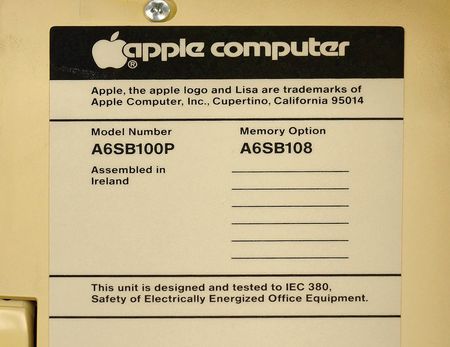 apple computer
®
Apple, the apple logo and Lisa are trademarks of
Apple Computer, Inc., Cupertino, California 95014
Model Number
A6SB100P
Assembled in
Ireland
Memory Option
A6SB108
This unit is designed and tested to IEC 380,
Safety of Electrically Energized Office Equipment.